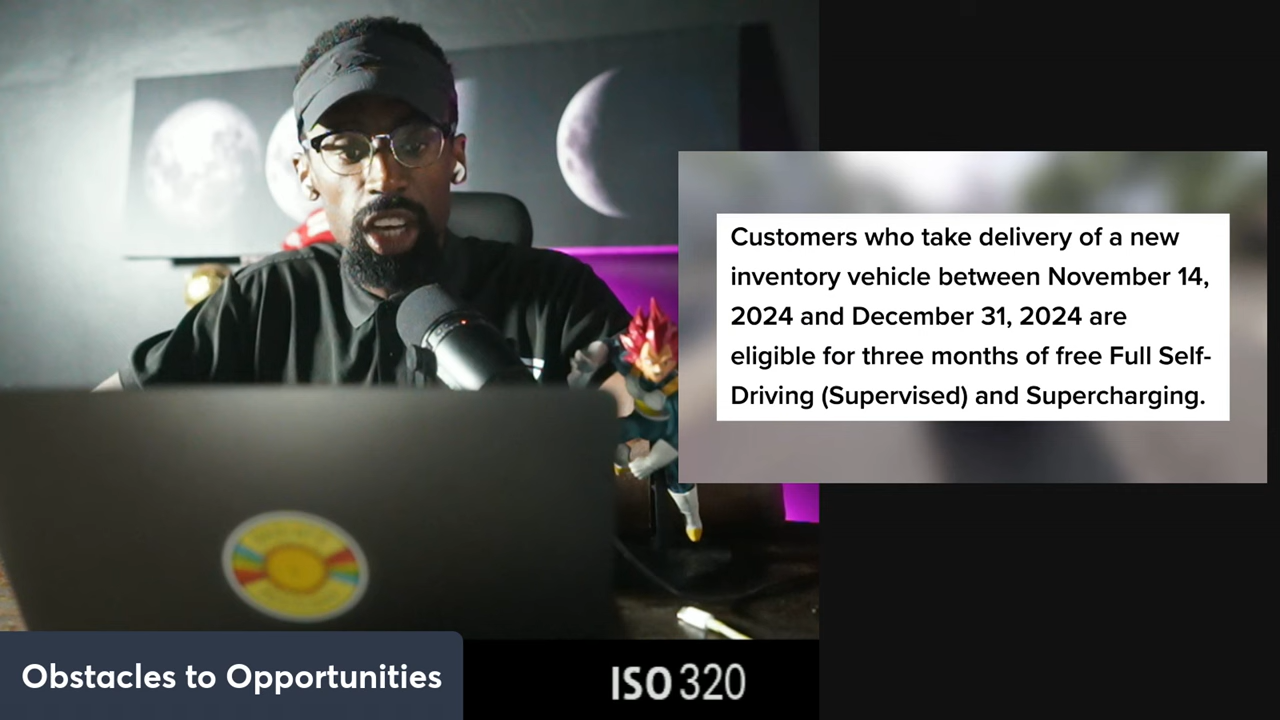 Customers who take delivery of a new
inventory vehicle between November 14,
2024 and December 31, 2024 are
eligible for three months of free Full Self-
Driving (Supervised) and Supercharging.
Obstacles to Opportunities
ISO 320